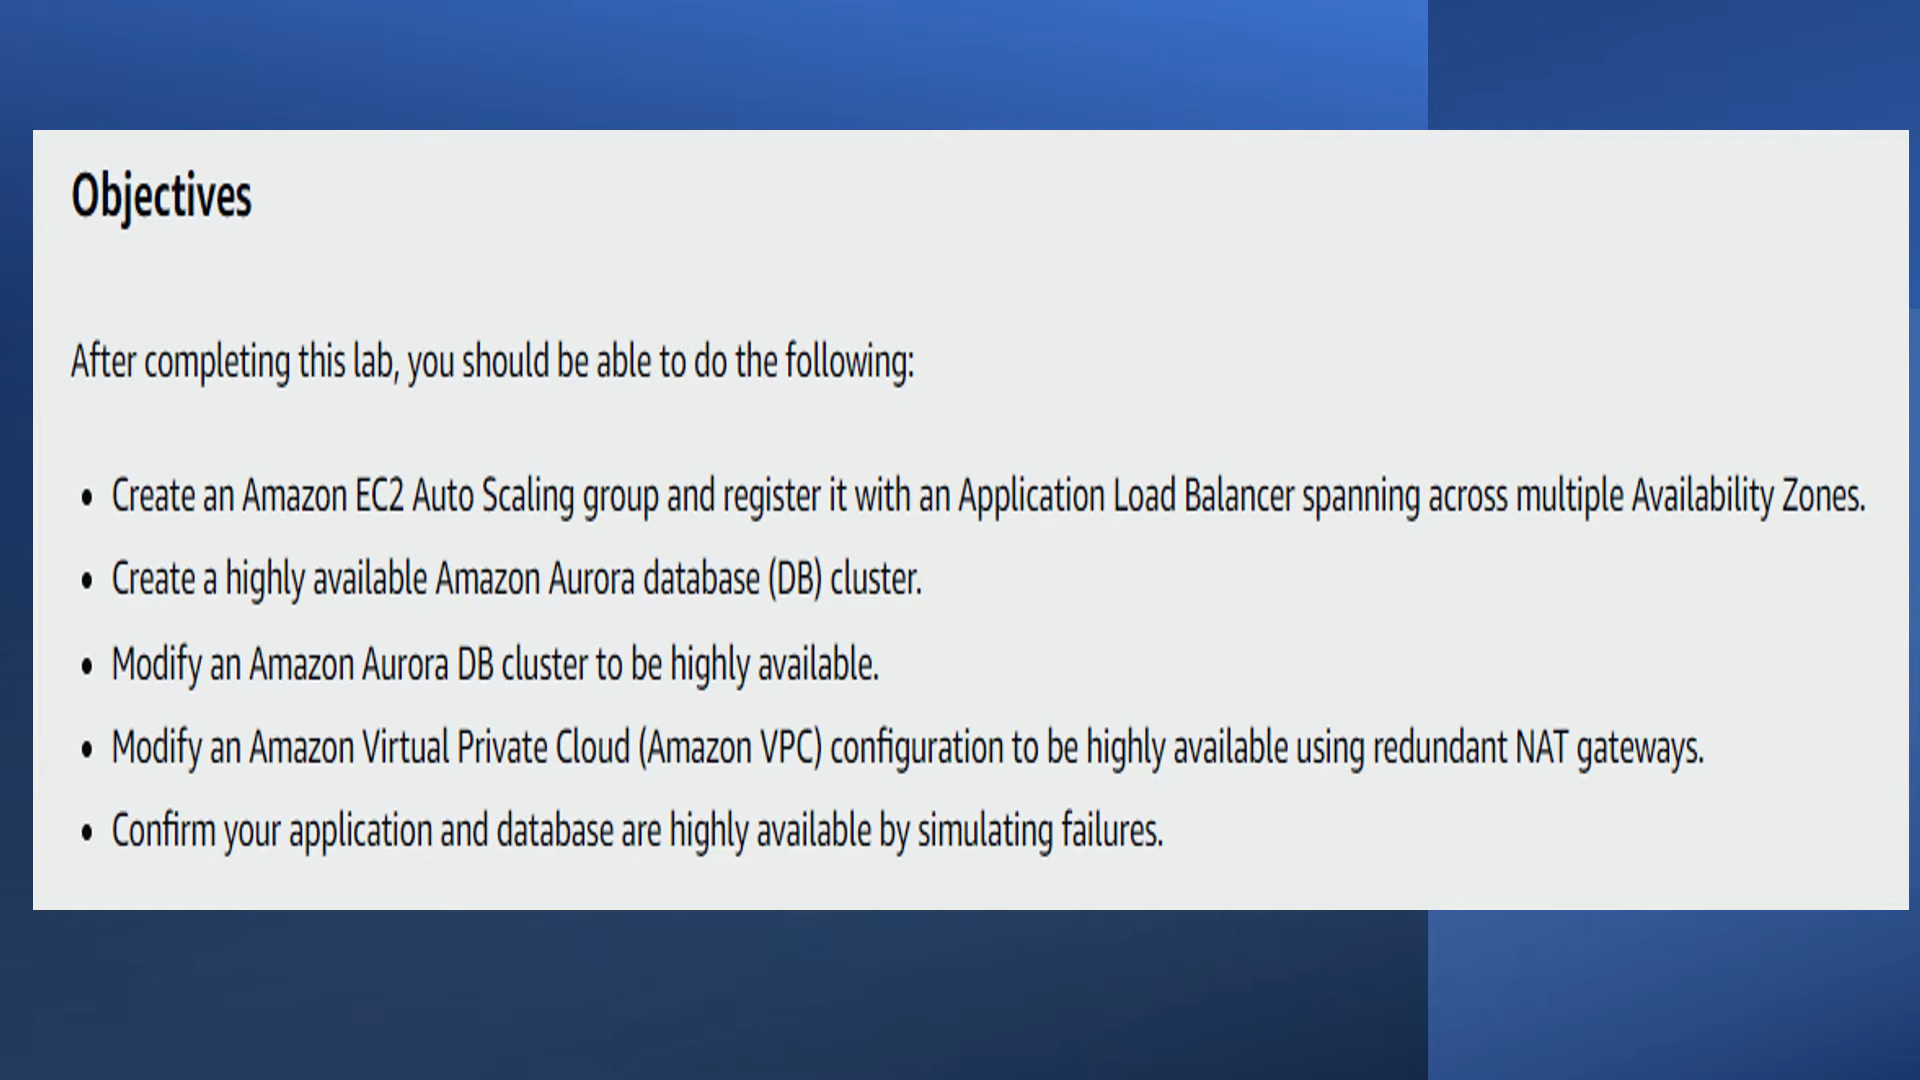 Objectives
After completing this lab, you should be able to do the following:
• Create an Amazon EC2 Auto Scaling group and register it with an Application Load Balancer spanning across multiple Availability Zones.
• Create a highly available Amazon Aurora database (DB) cluster.
• Modify an Amazon Aurora DB cluster to be highly available.
• Modify an Amazon Virtual Private Cloud (Amazon VPC) configuration to be highly available using redundant NAT gateways.
• Confirm your application and database are highly available by simulating failures.